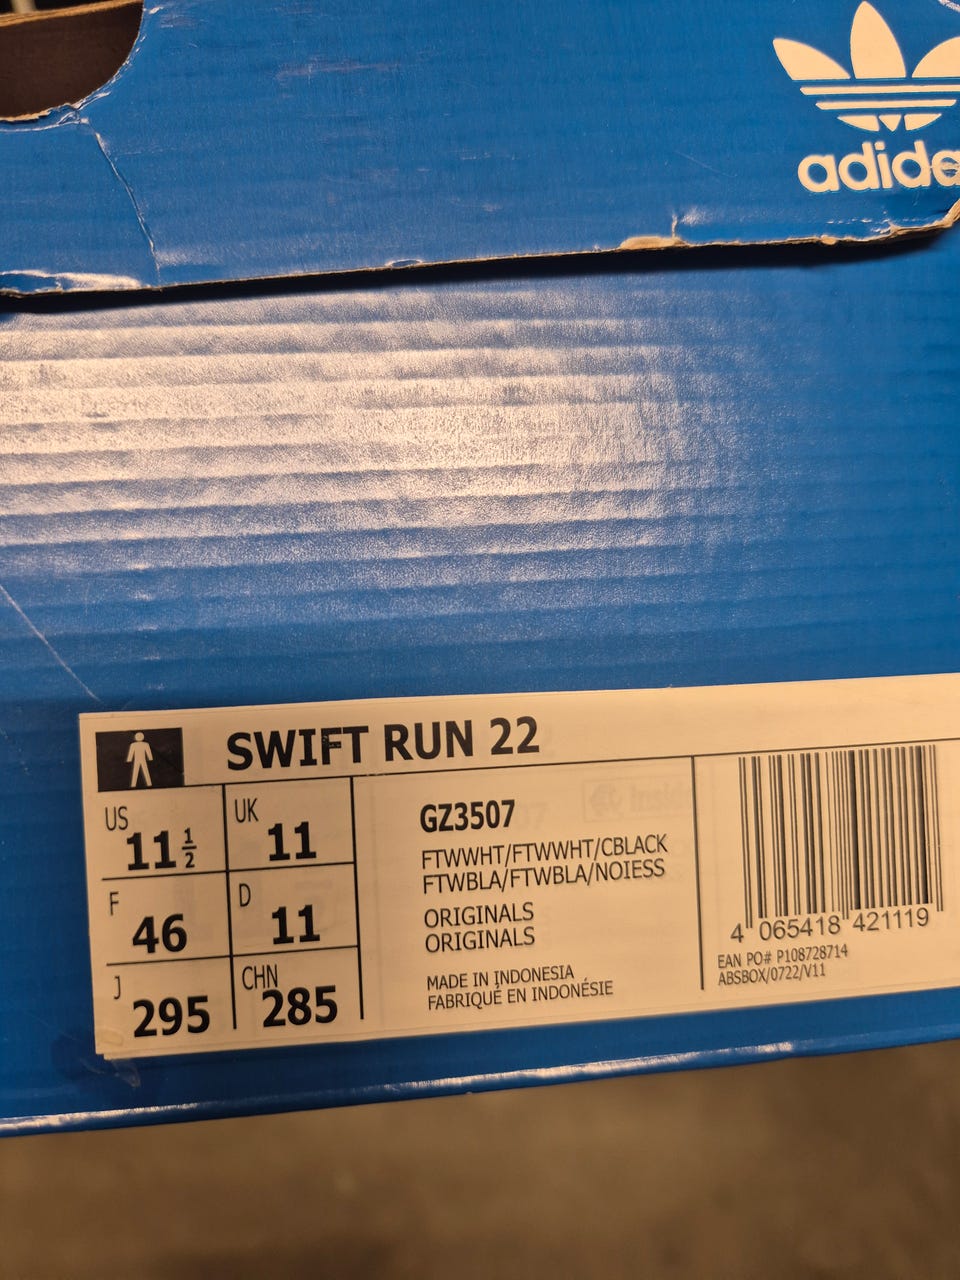 adida
SWIFT RUN 22
US 11 1/2
UK 11
F 46
D 11
J 295
CHN 285
GZ3507
FTWWHT/FTWWHT/CBLACK
FTWBLA/FTWBLA/NOIESS
ORIGINALS
ORIGINALS
MADE IN INDONESIA
FABRIQUÉ EN INDONÉSIE
4 065418 421119
EAN PO# P108728714
ABSBOX/0722/V11